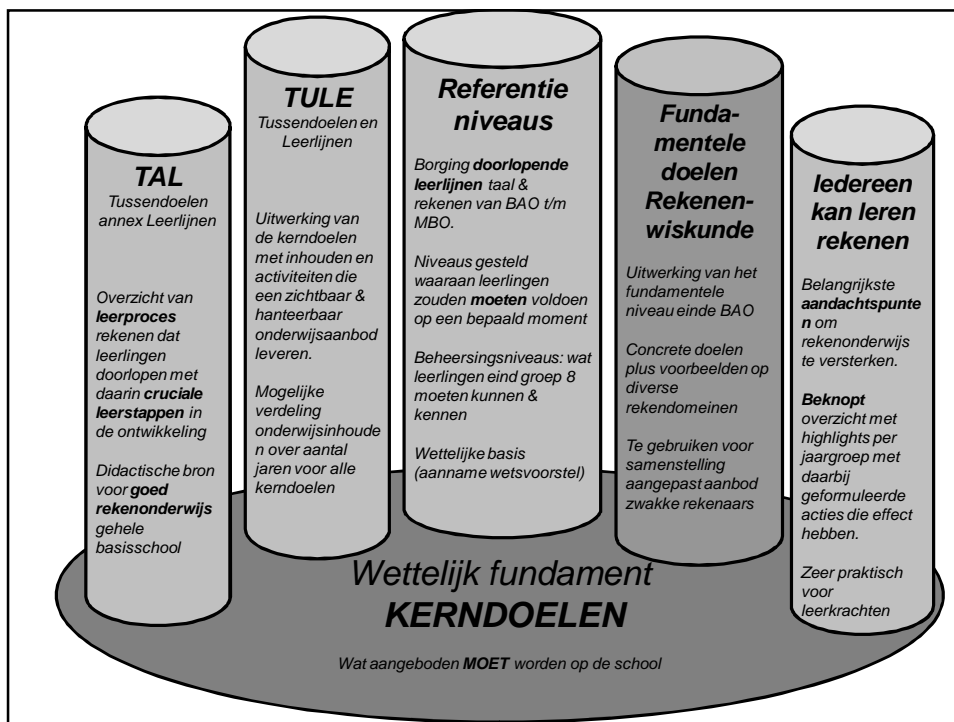 TAL
Tussendoelen
annex Leerlijnen
Overzicht van
leerproces
rekenen dat
leerlingen
doorlopen met
daarin cruciale
leerstappen in
de ontwikkeling
Didactische bron
voor goed
rekenonderwijs
gehele
basisschool
TULE
Tussendoelen en
Leerlijnen
Uitwerking van
de kerndoelen
met inhouden en
activiteiten die
een zichtbaar &
hanteerbaar
onderwijsaanbod
leveren.
Mogelijke
verdeling
onderwijsinhoude
n over aantal
jaren voor alle
kerndoelen
Referentie
niveaus
Borging doorlopende
leerlijnen taal &
rekenen van BAO t/m
MBO.
Niveaus gesteld
waaraan leerlingen
zouden moeten voldoen
op een bepaald moment
Beheersingsniveau: wat
leerlingen eind groep 8
moeten kunnen &
kennen
Wettelijke basis
(aanname wetsvoorstel)
Funda-
mentele
doelen
Rekenen-
wiskunde
Uitwerking van het
fundamentele
niveau einde BAO
Concrete doelen
plus voorbeelden op
diverse
rekendomeinen
Te gebruiken voor
samenstelling
aangepast aanbod
zwakke rekenaars
Iedereen
kan leren
rekenen
Belangrijkste
aandachtspunte
n om
rekenonderwijs
te versterken.
Beknopt
overzicht met
highlights per
jaargroep met
daarbij
geformuleerde
acties die effect
hebben.
Zeer praktisch
voor
leerkrachten
Wettelijk fundament
KERNDOELEN
Wat aangeboden MOET worden op de school